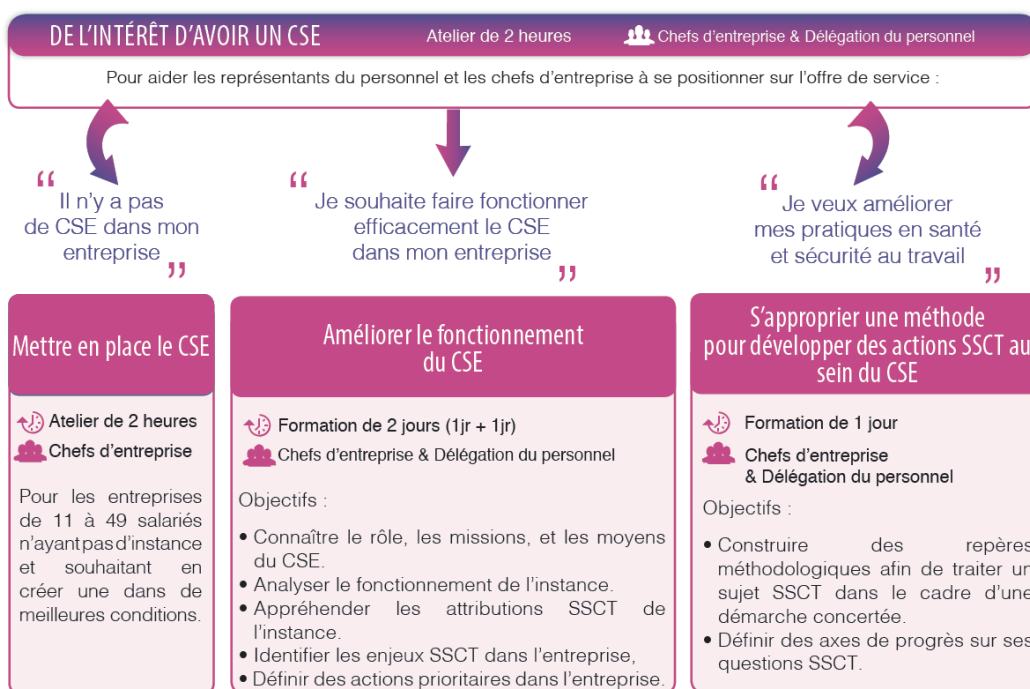 DE L'INTÉRÊT D'AVOIR UN CSE Atelier de 2 heures Chefs d'entreprise & Délégation du personnel
Pour aider les représentants du personnel et les chefs d'entreprise à se positionner sur l'offre de service :
“ Il n'y a pas
de CSE dans mon
entreprise ”
“ Je souhaite faire fonctionner
efficacement le CSE
dans mon entreprise ”
“ Je veux améliorer
mes pratiques en santé
et sécurité au travail ”
Mettre en place le CSE
Atelier de 2 heures
Chefs d'entreprise
Pour les entreprises
de 11 à 49 salariés
n'ayant pas d'instance
et souhaitant en
créer une dans de
meilleures conditions.
Améliorer le fonctionnement
du CSE
Formation de 2 jours (1jr + 1jr)
Chefs d'entreprise & Délégation du personnel
Objectifs :
• Connaître le rôle, les missions, et les moyens
du CSE.
• Analyser le fonctionnement de l'instance.
• Appréhender les attributions SSCT de
l'instance.
• Identifier les enjeux SSCT dans l'entreprise,
• Définir des actions prioritaires dans l'entreprise.
S'approprier une méthode
pour développer des actions SSCT au
sein du CSE
Formation de 1 jour
Chefs d'entreprise
& Délégation du personnel
Objectifs :
• Construire des repères
méthodologiques afin de traiter un
sujet SSCT dans le cadre d'une
démarche concertée.
• Définir des axes de progrès sur ses
questions SSCT.